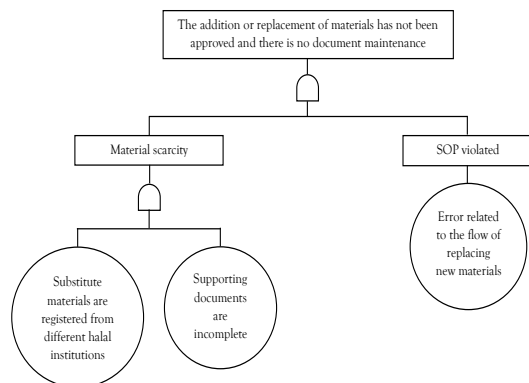 The addition or replacement of materials has not been
approved and there is no document maintenance
Material scarcity
SOP violated
Substitute
materials are
registered from
different halal
institutions
Supporting
documents
are
incomplete
Error related
to the flow of
replacing
new materials